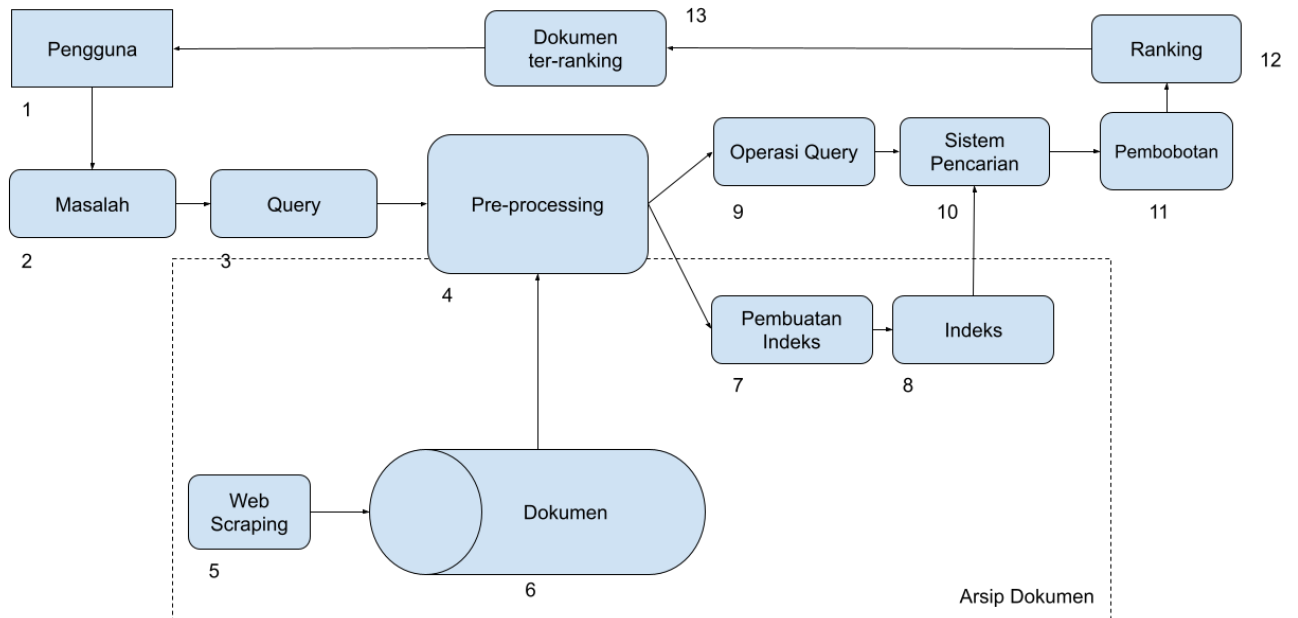 13
Pengguna
Dokumen
ter-ranking
Ranking
12
1
Masalah
Query
Pre-processing
Operasi Query
Sistem
Pencarian
Pembobotan
2
3
4
9
10
11
Pembuatan
Indeks
Indeks
7
8
Web
Scraping
Dokumen
5
6
Arsip Dokumen